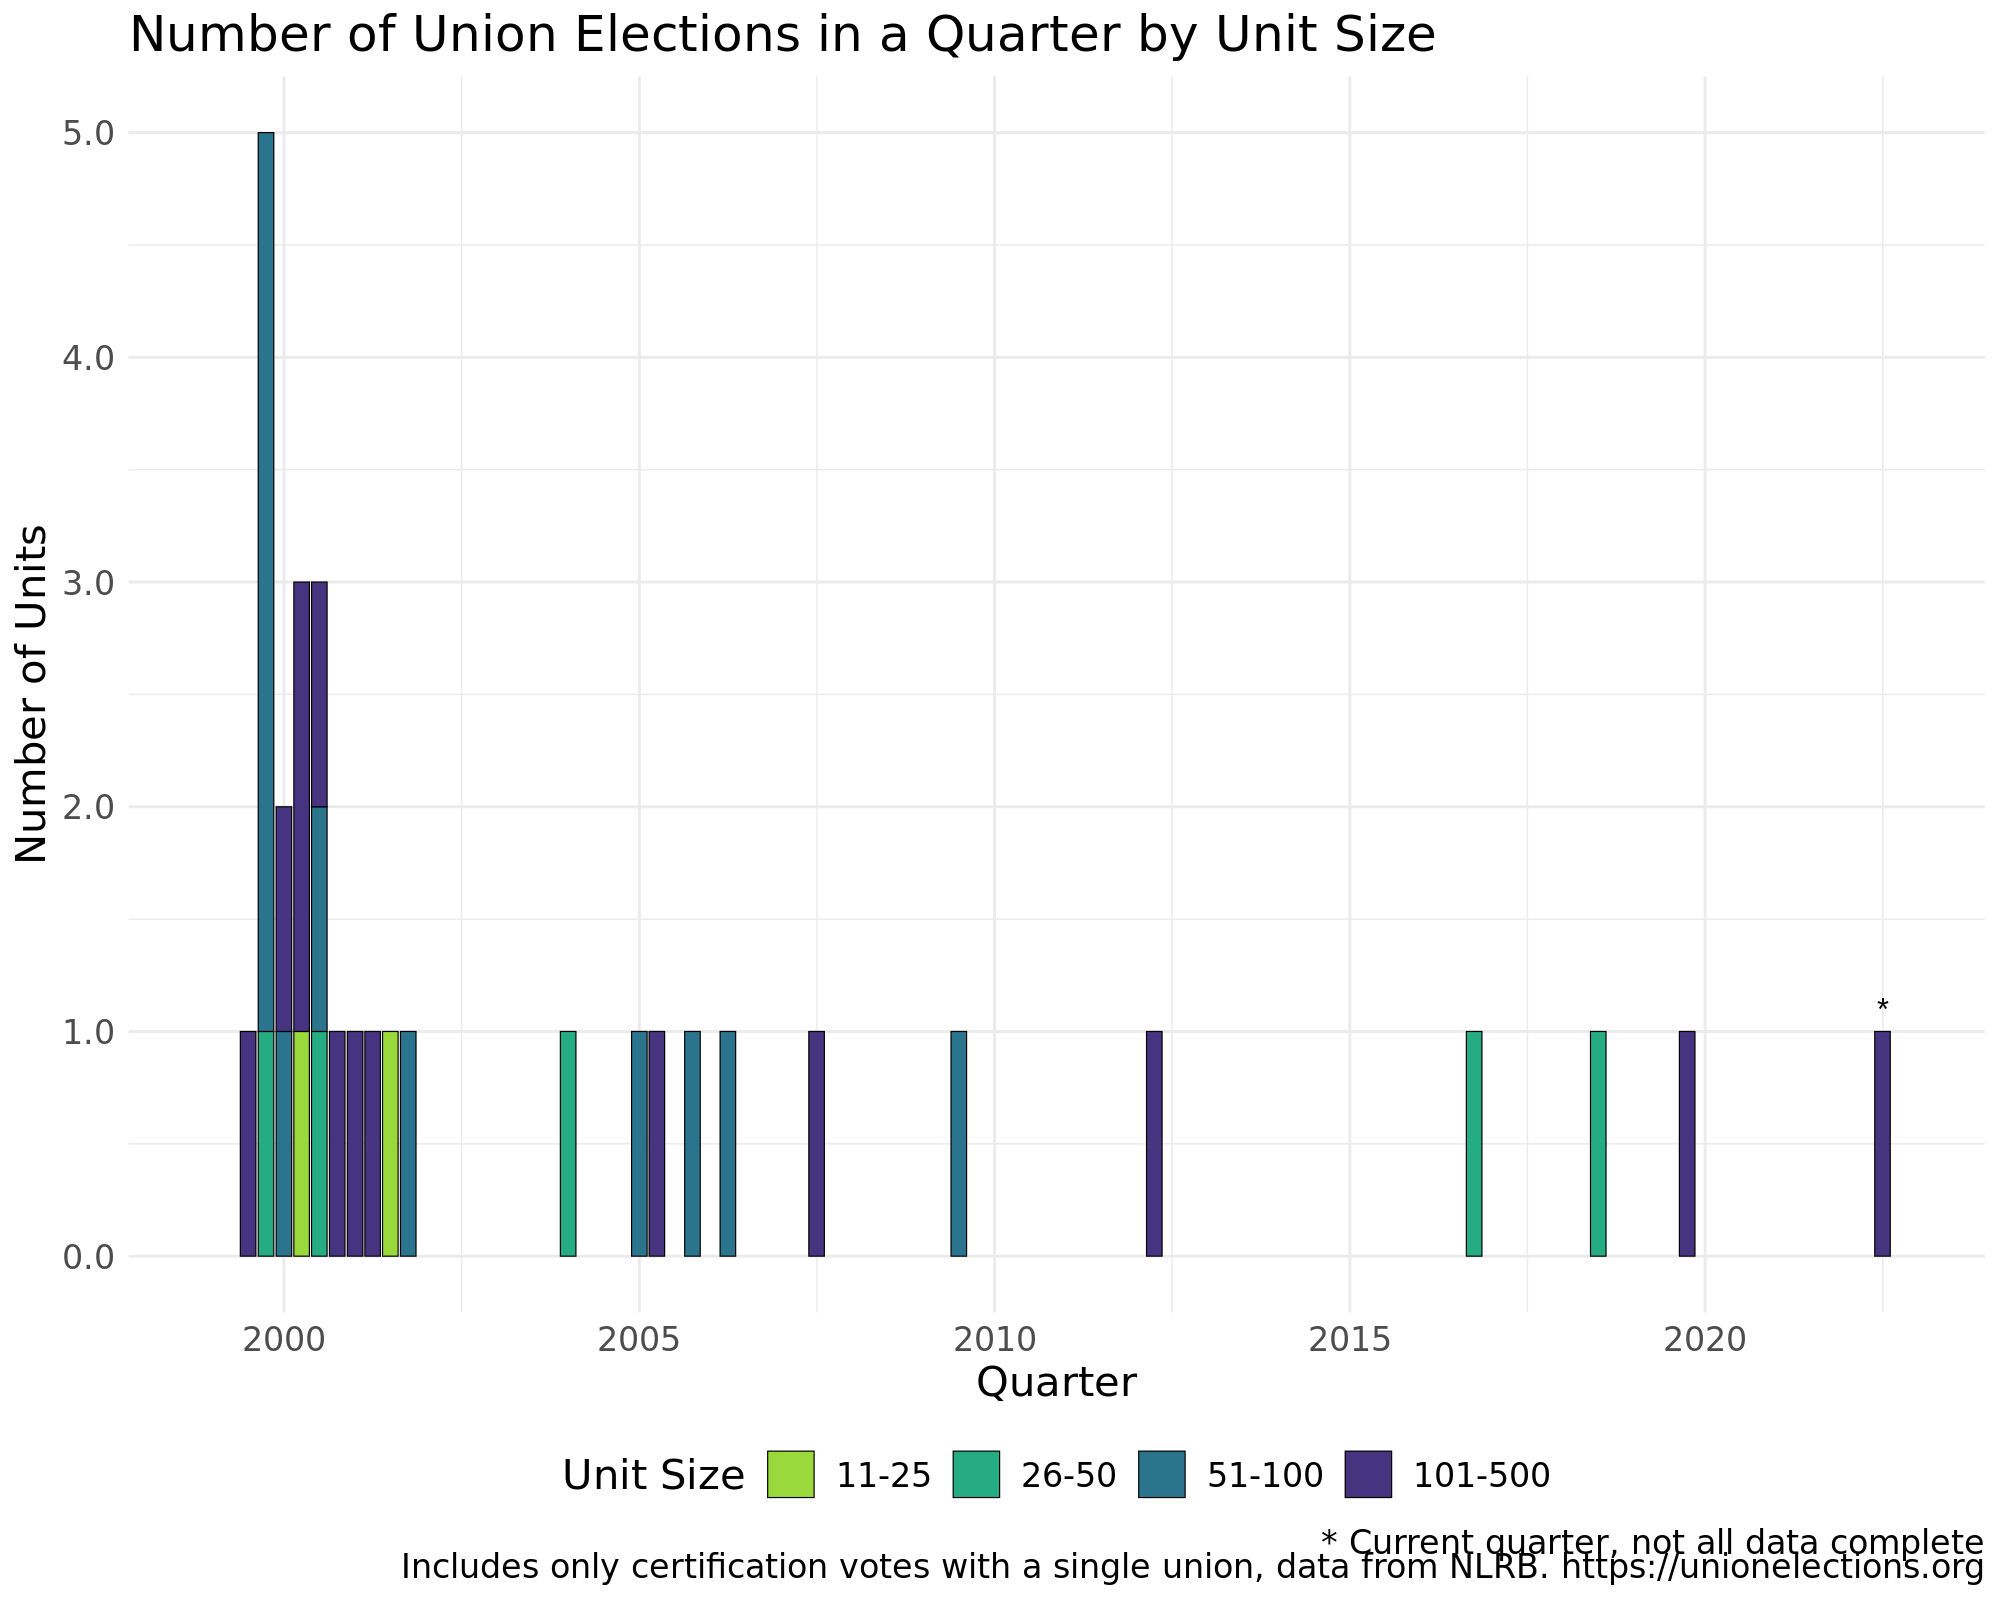 Number of Union Elections in a Quarter by Unit Size
Number of Units
5.0
4.0
3.0
2.0
1.0
0.0
*
2000 2005 2010 2015 2020
Quarter
Unit Size 11-25 26-50 51-100 101-500
* Current quarter, not all data complete
Includes only certification votes with a single union, data from NLRB. https://unionelections.org